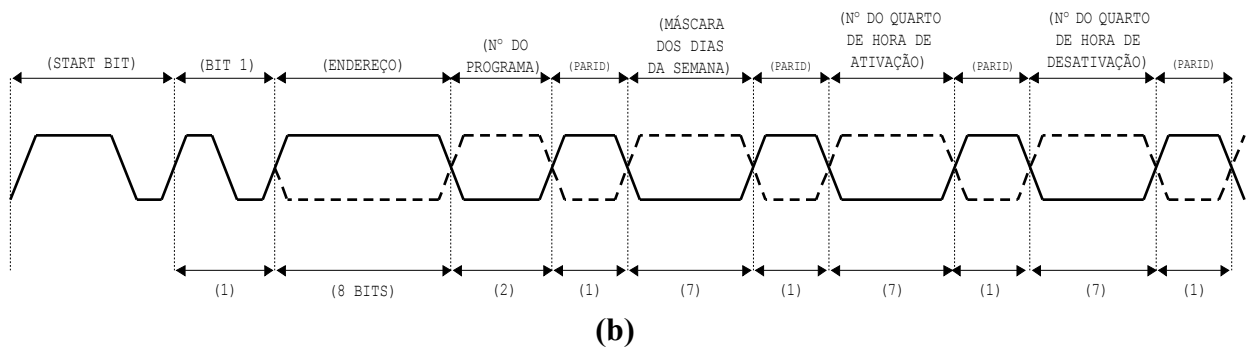 (START BIT)
(BIT 1)
(ENDEREÇO)
(Nº DO
PROGRAMA)
(PARID)
(MÁSCARA
DOS DIAS
DA SEMANA)
(PARID)
(Nº DO QUARTO
DE HORA DE
ATIVAÇÃO)
(PARID)
(Nº DO QUARTO
DE HORA DE
DESATIVAÇÃO)
(PARID)
(1)
(8 BITS)
(2)
(1)
(7)
(1)
(7)
(1)
(7)
(1)
(b)